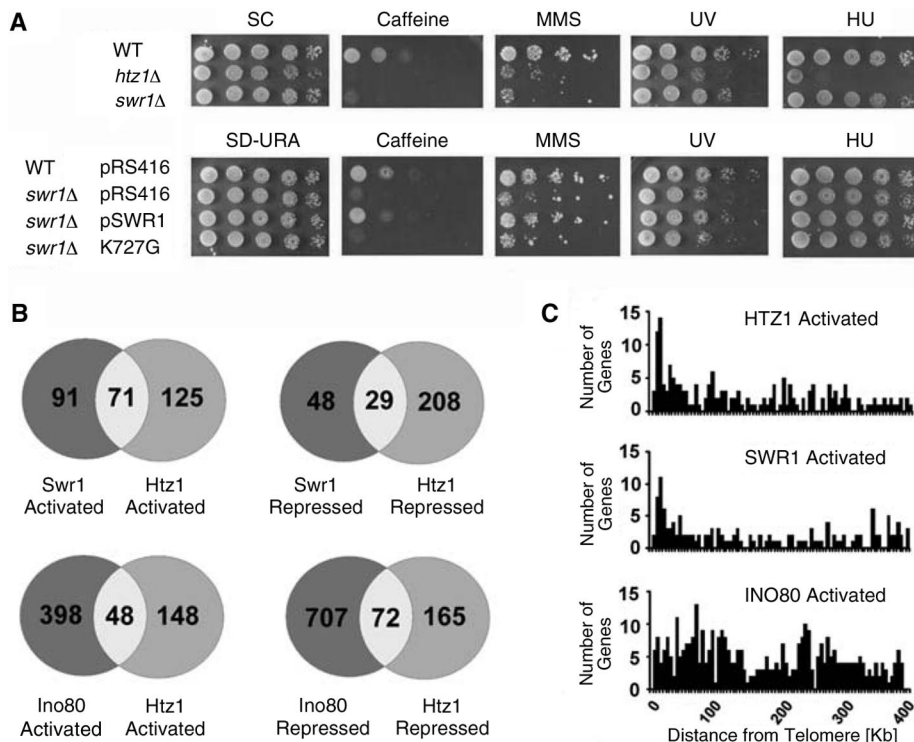 A
SC Caffeine MMS UV HU
WT
htz1Δ
swr1Δ
SD-URA Caffeine MMS UV HU
WT pRS416
swr1Δ pRS416
swr1Δ pSWR1
swr1Δ K727G
B
91 71 125
Swr1 Activated
Htz1 Activated
48 29 208
Swr1 Repressed
Htz1 Repressed
398 48 148
Ino80 Activated
Htz1 Activated
707 72 165
Ino80 Repressed
Htz1 Repressed
C
HTZ1 Activated
Number of Genes
15
10
5
0
SWR1 Activated
Number of Genes
15
10
5
0
INO80 Activated
Number of Genes
15
10
5
0
0 100 200 300 400
Distance from Telomere [Kb]